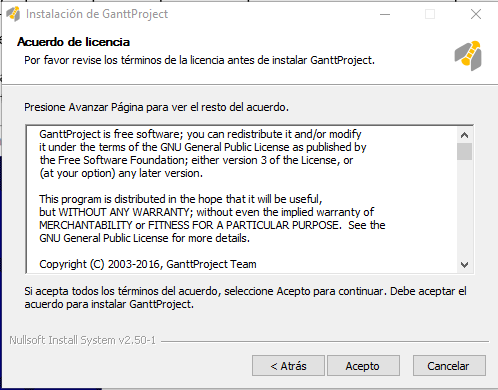 Instalación de GanttProject
Acuerdo de licencia
Por favor revise los términos de la licencia antes de instalar GanttProject.
Presione Avanzar Página para ver el resto del acuerdo.
GanttProject is free software; you can redistribute it and/or modify
it under the terms of the GNU General Public License as published by
the Free Software Foundation; either version 3 of the License, or
(at your option) any later version.
This program is distributed in the hope that it will be useful,
but WITHOUT ANY WARRANTY; without even the implied warranty of
MERCHANTABILITY or FITNESS FOR A PARTICULAR PURPOSE.  See the
GNU General Public License for more details.
Copyright (C) 2003-2016, GanttProject Team
Si acepta todos los términos del acuerdo, seleccione Acepto para continuar. Debe aceptar el
acuerdo para instalar GanttProject.
Nullsoft Install System v2.50-1
< Atrás
Acepto
Cancelar